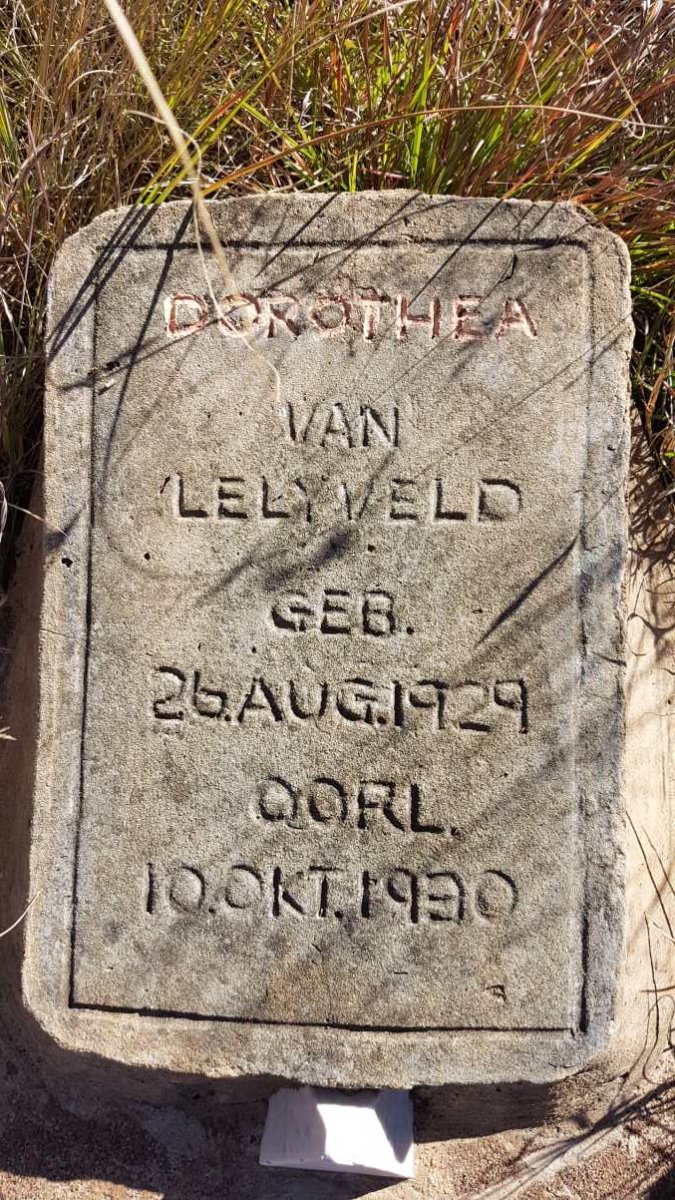 DOROTHEA
VAN
LELYVELD
GEB.
26.AUG.1929
OORL.
10.OKT.1930